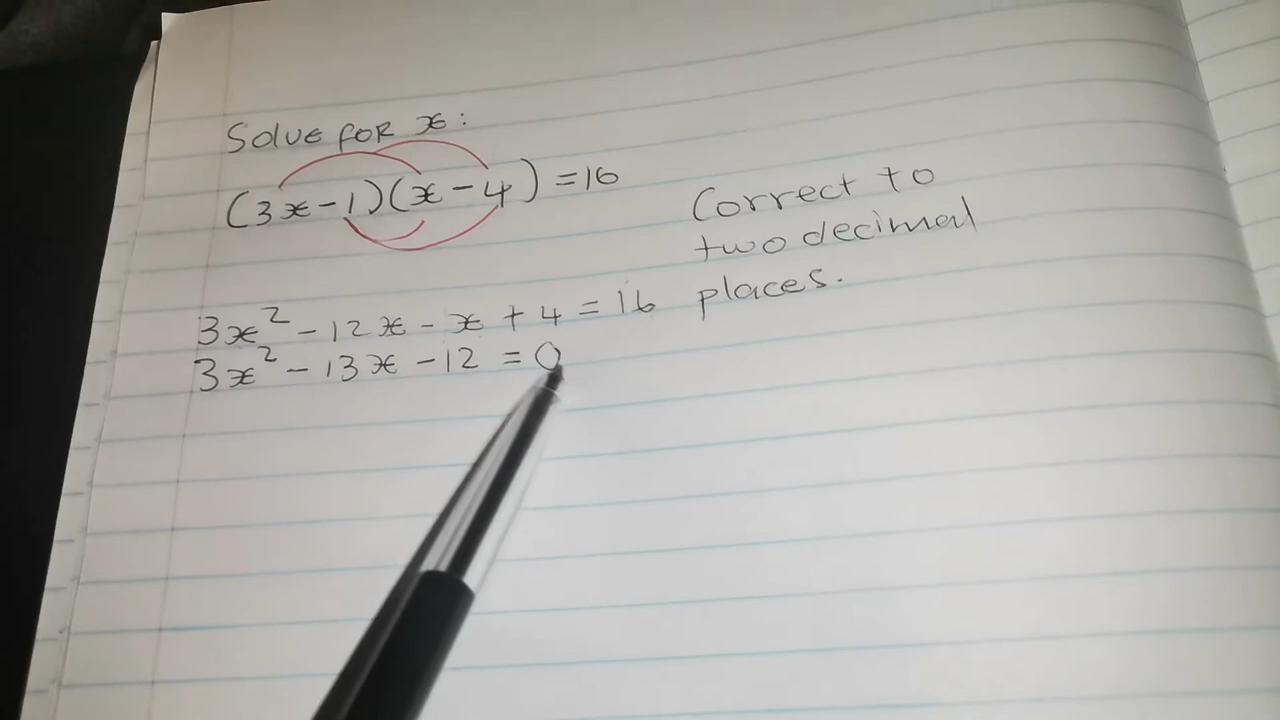 Solve for x:
(3x-1)(x-4) = 16
Correct to
two decimal
places.
3x² - 12x - x + 4 = 16
3x² - 13x - 12 = 0